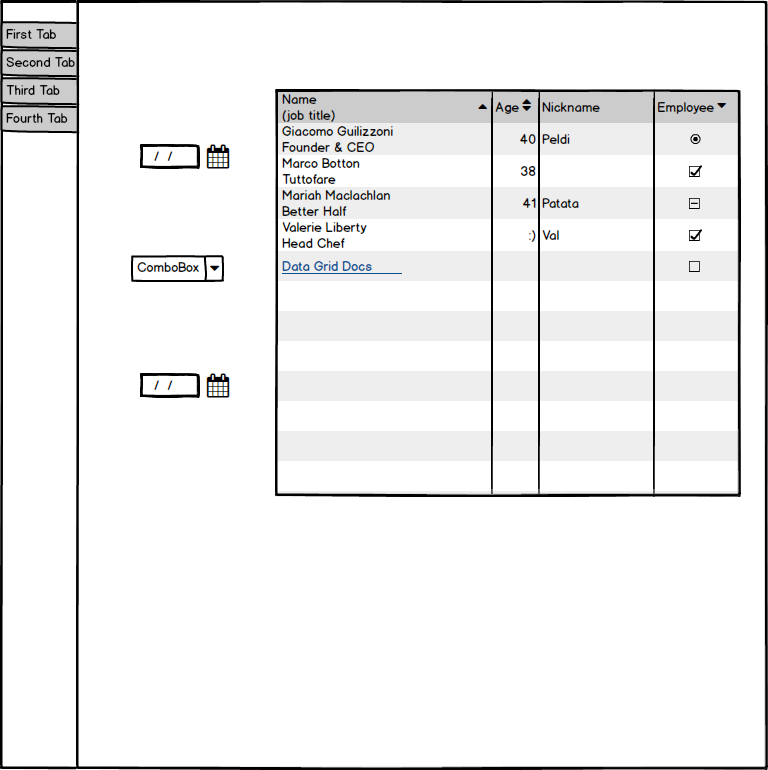 First Tab
Second Tab
Third Tab
Fourth Tab
/ /
ComboBox
/ /
Name
(job title)
Age
Nickname
Employee
Giacomo Guilizzoni
Founder & CEO
40
Peldi
Marco Botton
Tuttofare
38
Mariah Maclachlan
Better Half
41
Patata
Valerie Liberty
Head Chef
:)
Val
Data Grid Docs